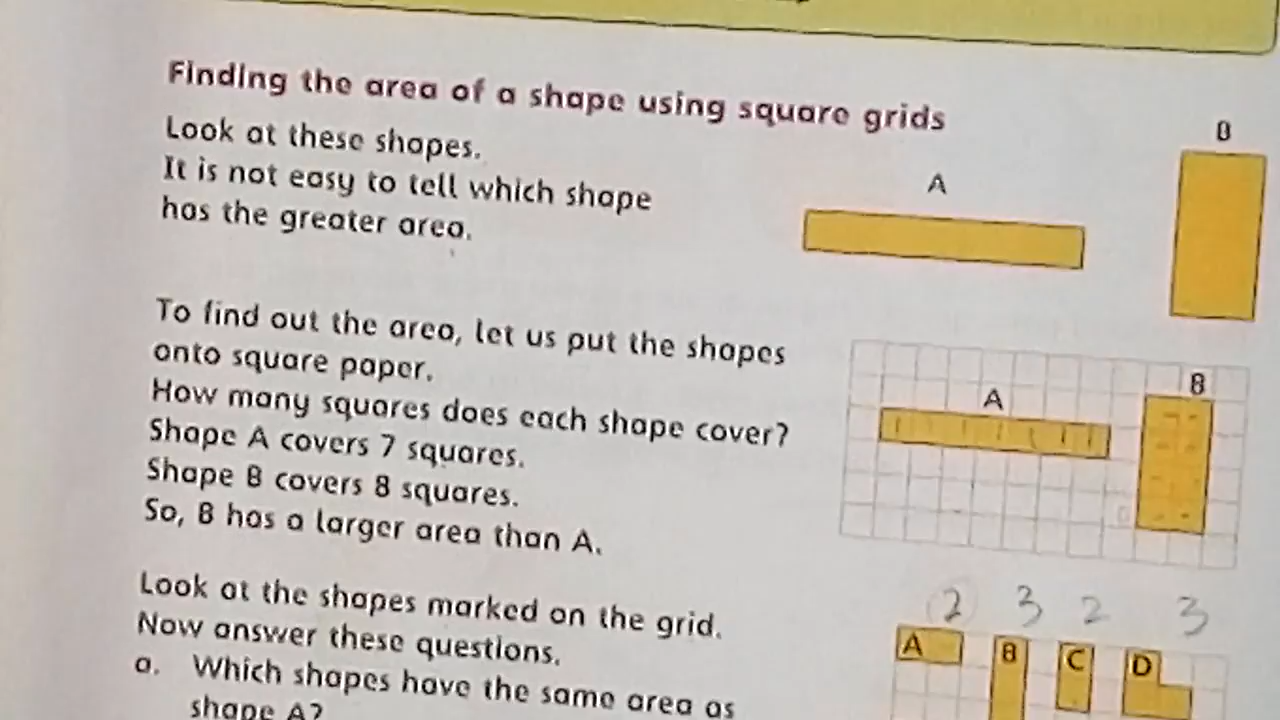 Finding the area of a shape using square grids
Look at these shapes.
It is not easy to tell which shape
has the greater area.
A
B
To find out the area, let us put the shapes
onto square paper.
How many squares does each shape cover?
Shape A covers 7 squares.
Shape B covers 8 squares.
So, B has a larger area than A.
A
B
Look at the shapes marked on the grid.
Now answer these questions.
a. Which shapes have the same area as
shape A?
2 3 2 3
A B C D